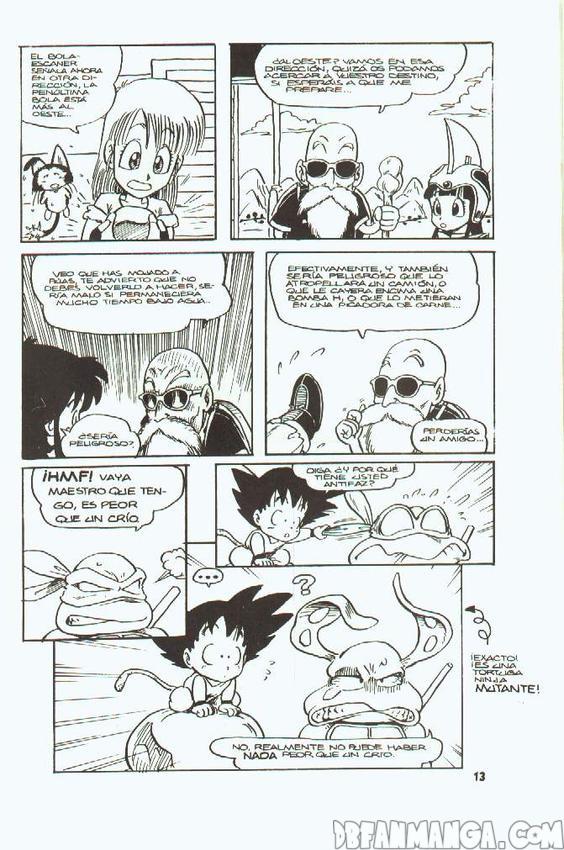 EL BOLA-
ESCANER
SEÑALA AHORA
EN OTRA DI-
RECCIÓN, LA
PENÚLTIMA
BOLA ESTÁ
MÁS AL
OESTE...
¿AL OESTE? VAMOS EN ESA
DIRECCIÓN, QUIZÁ OS PODAMOS
ACERCAR A VUESTRO DESTINO,
SI ESPERÁIS A QUE ME
PREPARE...
VEO QUE HAS MOJADO A
PÚAS, TE ADVIERTO QUE NO
DEBES VOLVERLO A HACER, SE-
RÍA MALO SI PERMANECIERA
MUCHO TIEMPO BAJO AGUA...
¿SERÍA
PELIGROSO?
EFECTIVAMENTE, Y TAMBIÉN
SERÍA PELIGROSO QUE LO
ATROPELLARA UN CAMIÓN, O
QUE LE CAYERA ENCIMA UNA
BOMBA H, O QUE LO METIERAN
EN UNA PICADORA DE CARNE...
PERDERÍAS
UN AMIGO...
¡HMF! VAYA
MAESTRO QUE TEN-
GO, ES PEOR
QUE UN CRÍO.
OIGA ¿Y POR QUÉ
TIENE USTED
ANTIFAZ?
...
?
??
¡EXACTO!
¡ES UNA
TORTUGA
NINJA
MUTANTE!
NO, REALMENTE NO PUEDE HABER
NADA PEOR QUE UN CRÍO.
13
DBFANMANGA.COM